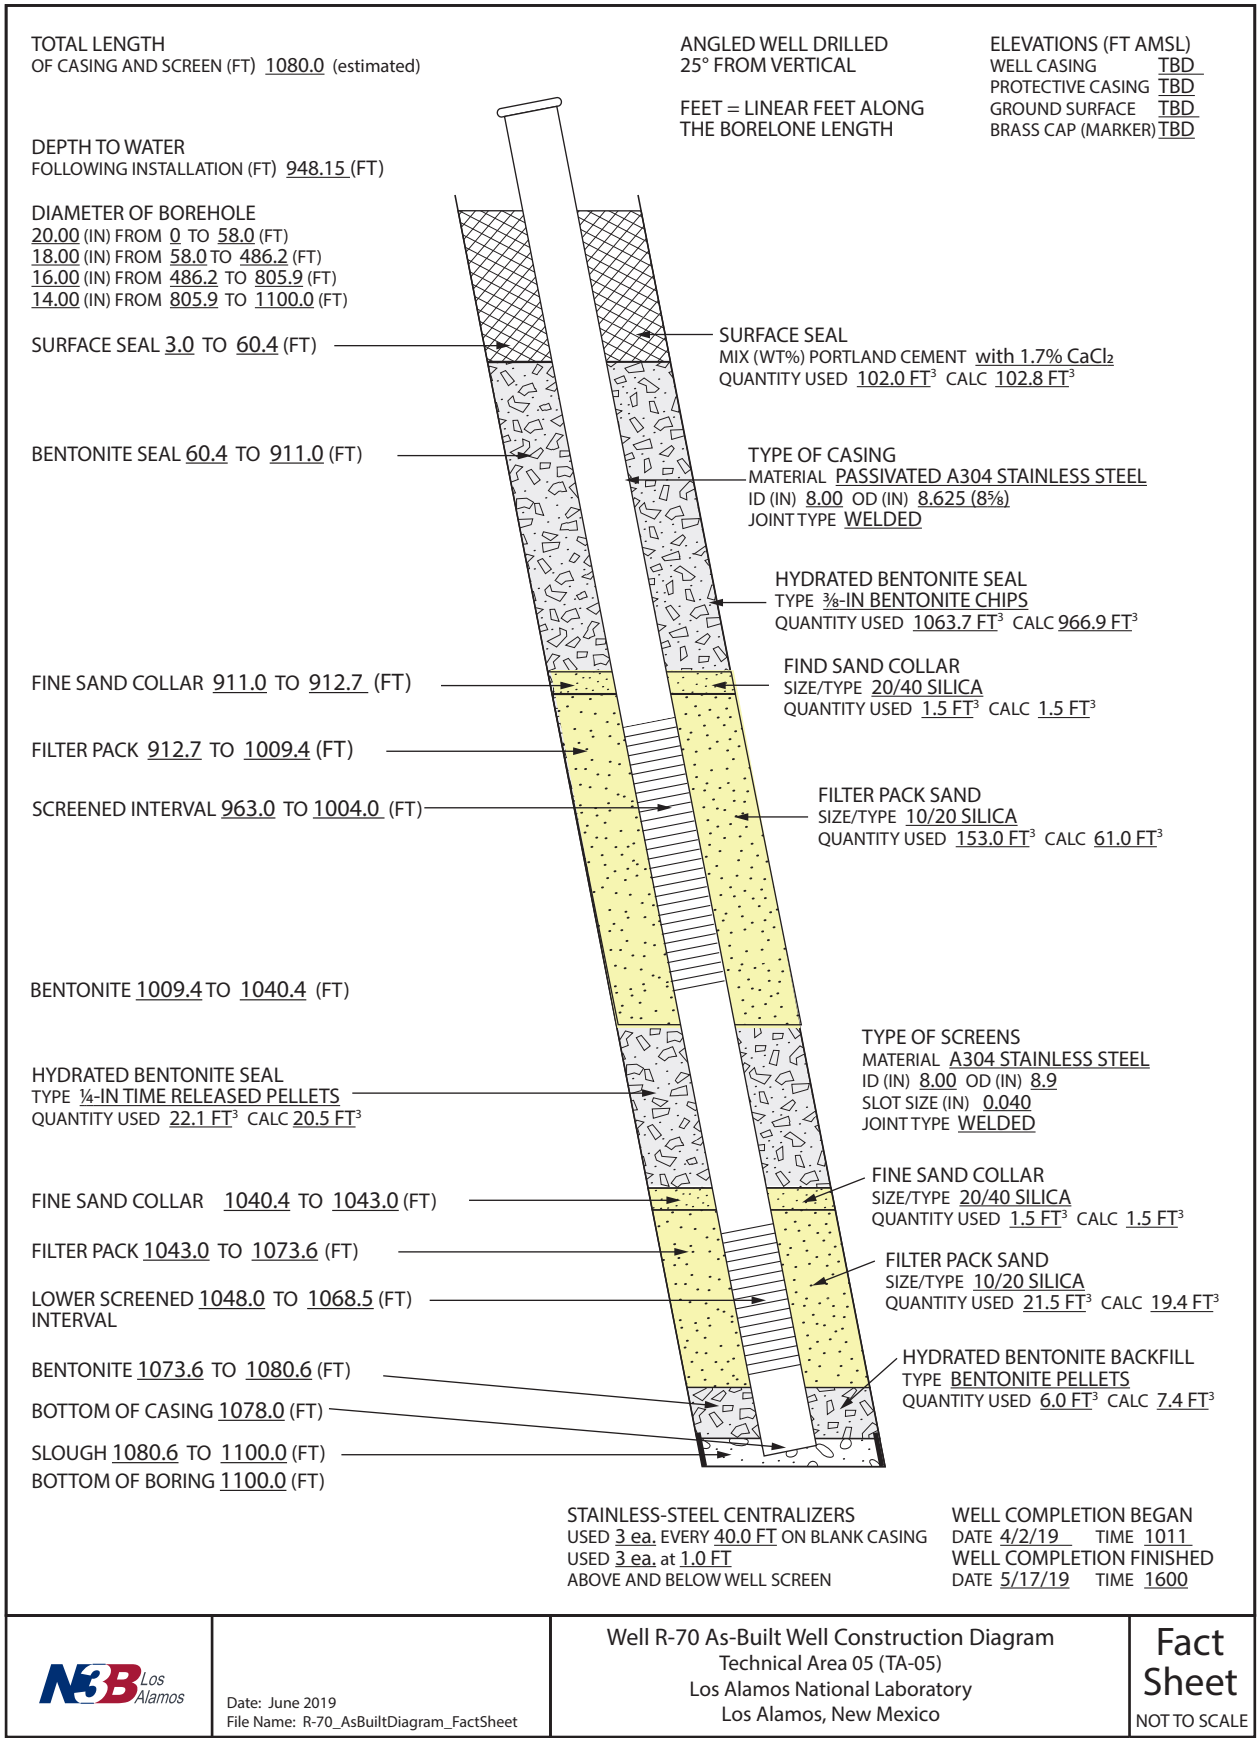 TOTAL LENGTH
OF CASING AND SCREEN (FT) 1080.0 (estimated)
DEPTH TO WATER
FOLLOWING INSTALLATION (FT) 948.15 (FT)
DIAMETER OF BOREHOLE
20.00 (IN) FROM 0 TO 58.0 (FT)
18.00 (IN) FROM 58.0 TO 486.2 (FT)
16.00 (IN) FROM 486.2 TO 805.9 (FT)
14.00 (IN) FROM 805.9 TO 1100.0 (FT)
SURFACE SEAL 3.0 TO 60.4 (FT)
BENTONITE SEAL 60.4 TO 911.0 (FT)
FINE SAND COLLAR 911.0 TO 912.7 (FT)
FILTER PACK 912.7 TO 1009.4 (FT)
SCREENED INTERVAL 963.0 TO 1004.0 (FT)
BENTONITE 1009.4 TO 1040.4 (FT)
HYDRATED BENTONITE SEAL
TYPE ¼-IN TIME RELEASED PELLETS
QUANTITY USED 22.1 FT³ CALC 20.5 FT³
FINE SAND COLLAR 1040.4 TO 1043.0 (FT)
FILTER PACK 1043.0 TO 1073.6 (FT)
LOWER SCREENED 1048.0 TO 1068.5 (FT)
INTERVAL
BENTONITE 1073.6 TO 1080.6 (FT)
BOTTOM OF CASING 1078.0 (FT)
SLOUGH 1080.6 TO 1100.0 (FT)
BOTTOM OF BORING 1100.0 (FT)
ANGLED WELL DRILLED
25° FROM VERTICAL
FEET = LINEAR FEET ALONG
THE BORELONE LENGTH
ELEVATIONS (FT AMSL)
WELL CASING TBD
PROTECTIVE CASING TBD
GROUND SURFACE TBD
BRASS CAP (MARKER) TBD
SURFACE SEAL
MIX (WT%) PORTLAND CEMENT with 1.7% CaCl₂
QUANTITY USED 102.0 FT³ CALC 102.8 FT³
TYPE OF CASING
MATERIAL PASSIVATED A304 STAINLESS STEEL
ID (IN) 8.00 OD (IN) 8.625 (8⅝)
JOINT TYPE WELDED
HYDRATED BENTONITE SEAL
TYPE ⅜-IN BENTONITE CHIPS
QUANTITY USED 1063.7 FT³ CALC 966.9 FT³
FIND SAND COLLAR
SIZE/TYPE 20/40 SILICA
QUANTITY USED 1.5 FT³ CALC 1.5 FT³
FILTER PACK SAND
SIZE/TYPE 10/20 SILICA
QUANTITY USED 153.0 FT³ CALC 61.0 FT³
TYPE OF SCREENS
MATERIAL A304 STAINLESS STEEL
ID (IN) 8.00 OD (IN) 8.9
SLOT SIZE (IN) 0.040
JOINT TYPE WELDED
FINE SAND COLLAR
SIZE/TYPE 20/40 SILICA
QUANTITY USED 1.5 FT³ CALC 1.5 FT³
FILTER PACK SAND
SIZE/TYPE 10/20 SILICA
QUANTITY USED 21.5 FT³ CALC 19.4 FT³
HYDRATED BENTONITE BACKFILL
TYPE BENTONITE PELLETS
QUANTITY USED 6.0 FT³ CALC 7.4 FT³
STAINLESS-STEEL CENTRALIZERS
USED 3 ea. EVERY 40.0 FT ON BLANK CASING
USED 3 ea. at 1.0 FT
ABOVE AND BELOW WELL SCREEN
WELL COMPLETION BEGAN
DATE 4/2/19 TIME 1011
WELL COMPLETION FINISHED
DATE 5/17/19 TIME 1600
N3B Los
Alamos
Date: June 2019
File Name: R-70_AsBuiltDiagram_FactSheet
Well R-70 As-Built Well Construction Diagram
Technical Area 05 (TA-05)
Los Alamos National Laboratory
Los Alamos, New Mexico
Fact
Sheet
NOT TO SCALE